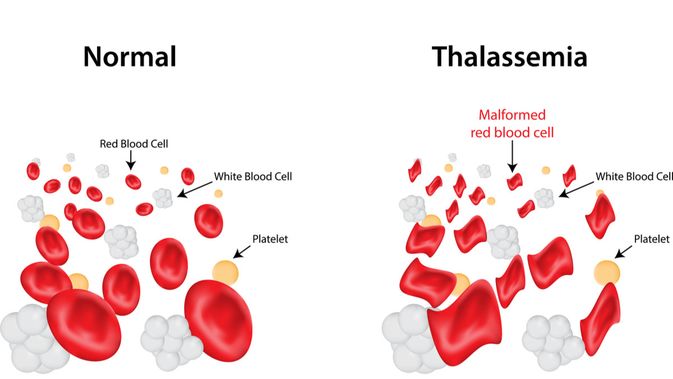 Normal
Red Blood Cell
White Blood Cell
Platelet
Thalassemia
Malformed
red blood cell
White Blood Cell
Platelet